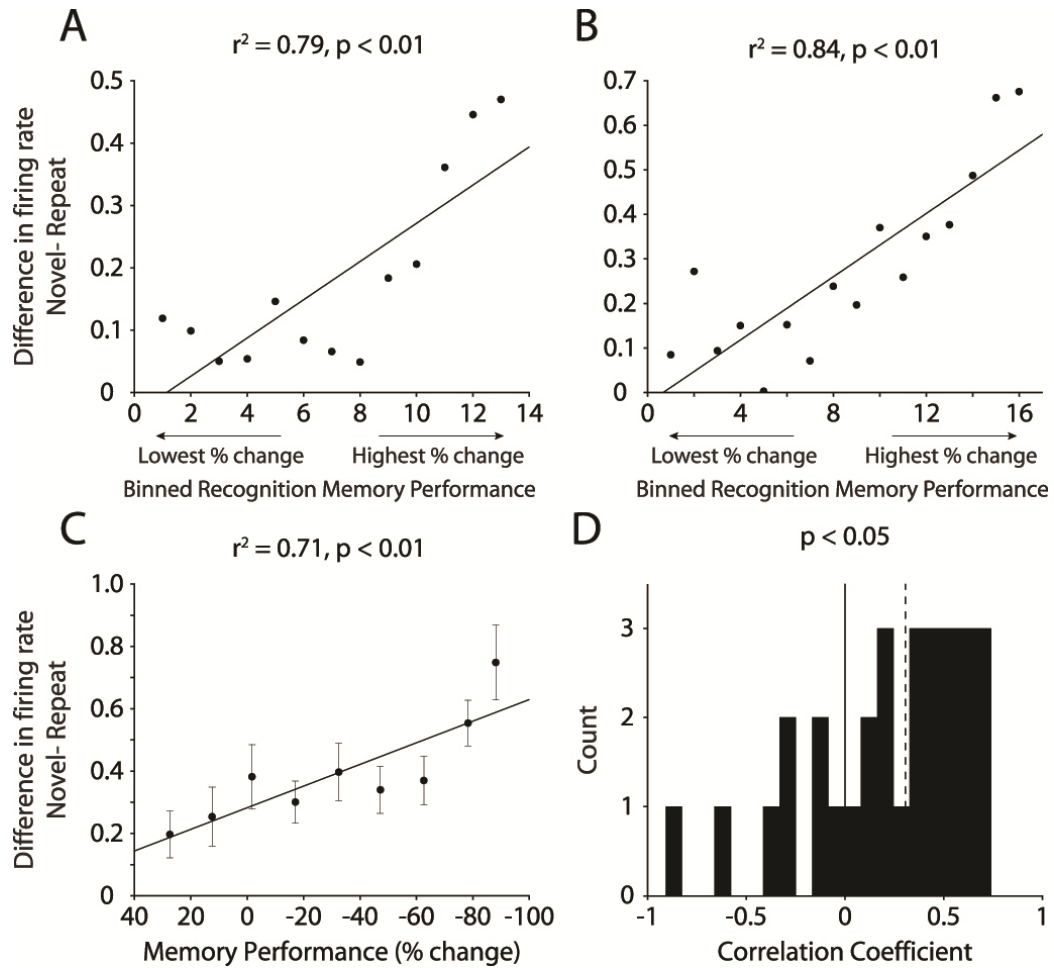 A
r² = 0.79, p < 0.01
Difference in firing rate
Novel- Repeat
0.5
0.4
0.3
0.2
0.1
0
0 2 4 6 8 10 12 14
Lowest % change Highest % change
Binned Recognition Memory Performance
B
r² = 0.84, p < 0.01
0.7
0.6
0.5
0.4
0.3
0.2
0.1
0
0 4 8 12 16
Lowest % change Highest % change
Binned Recognition Memory Performance
C
r² = 0.71, p < 0.01
Difference in firing rate
Novel- Repeat
1.0
0.8
0.6
0.4
0.2
0
40 20 0 -20 -40 -60 -80 -100
Memory Performance (% change)
D
p < 0.05
Count
3
2
1
0
-1 -0.5 0 0.5 1
Correlation Coefficient